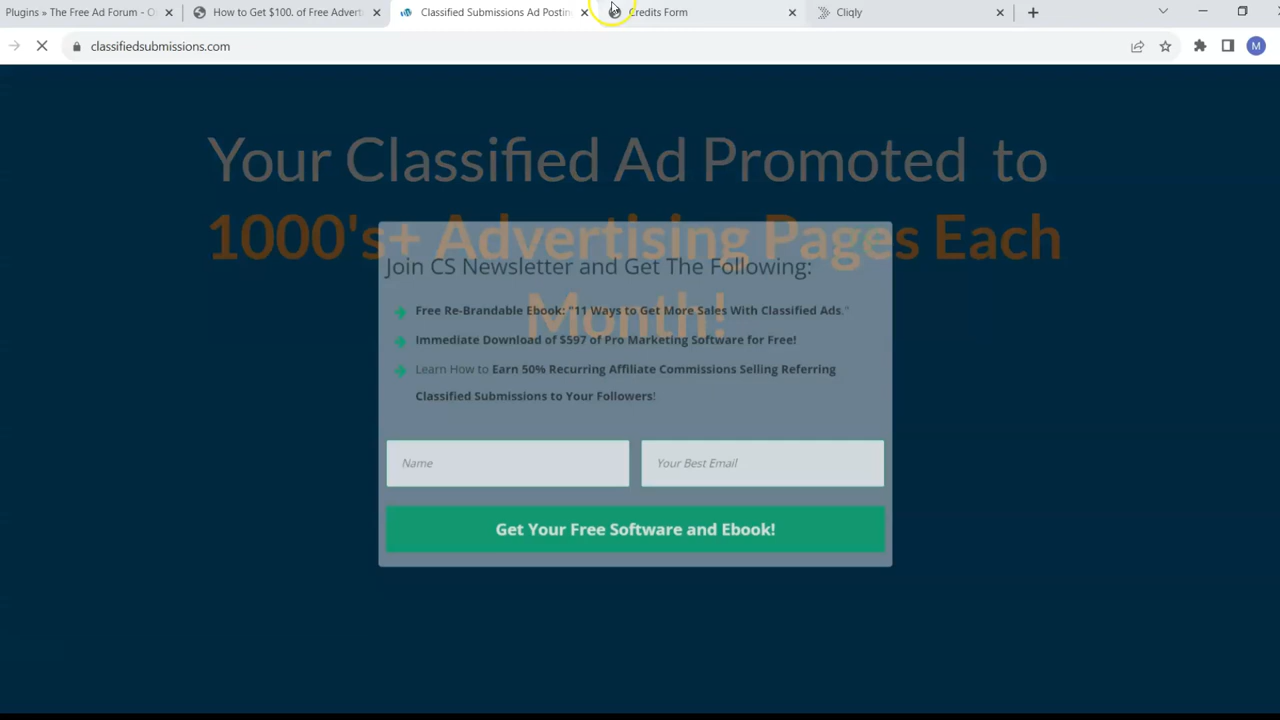 Plugins » The Free Ad Forum - O
How to Get $100. of Free Advert
Classified Submissions Ad Postin
Credits Form
Cliqly
classifiedsubmissions.com
M
Your Classified Ad Promoted to
1000's+ Advertising Pages Each
Month!
Join CS Newsletter and Get The Following:
Free Re-Brandable Ebook: "11 Ways to Get More Sales With Classified Ads."
Immediate Download of $597 of Pro Marketing Software for Free!
Learn How to Earn 50% Recurring Affiliate Commissions Selling Referring
Classified Submissions to Your Followers!
Name
Your Best Email
Get Your Free Software and Ebook!